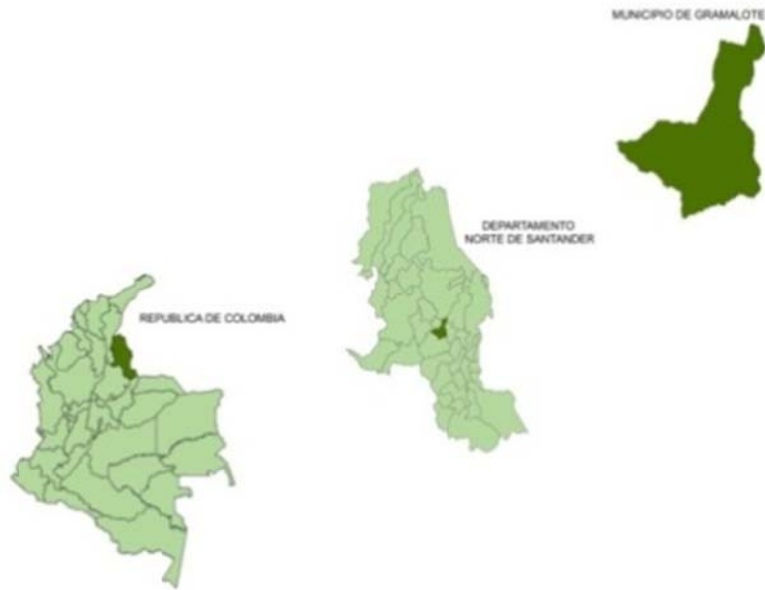 MUNICIPIO DE GRAMALOTE
DEPARTAMENTO
NORTE DE SANTANDER
REPUBLICA DE COLOMBIA